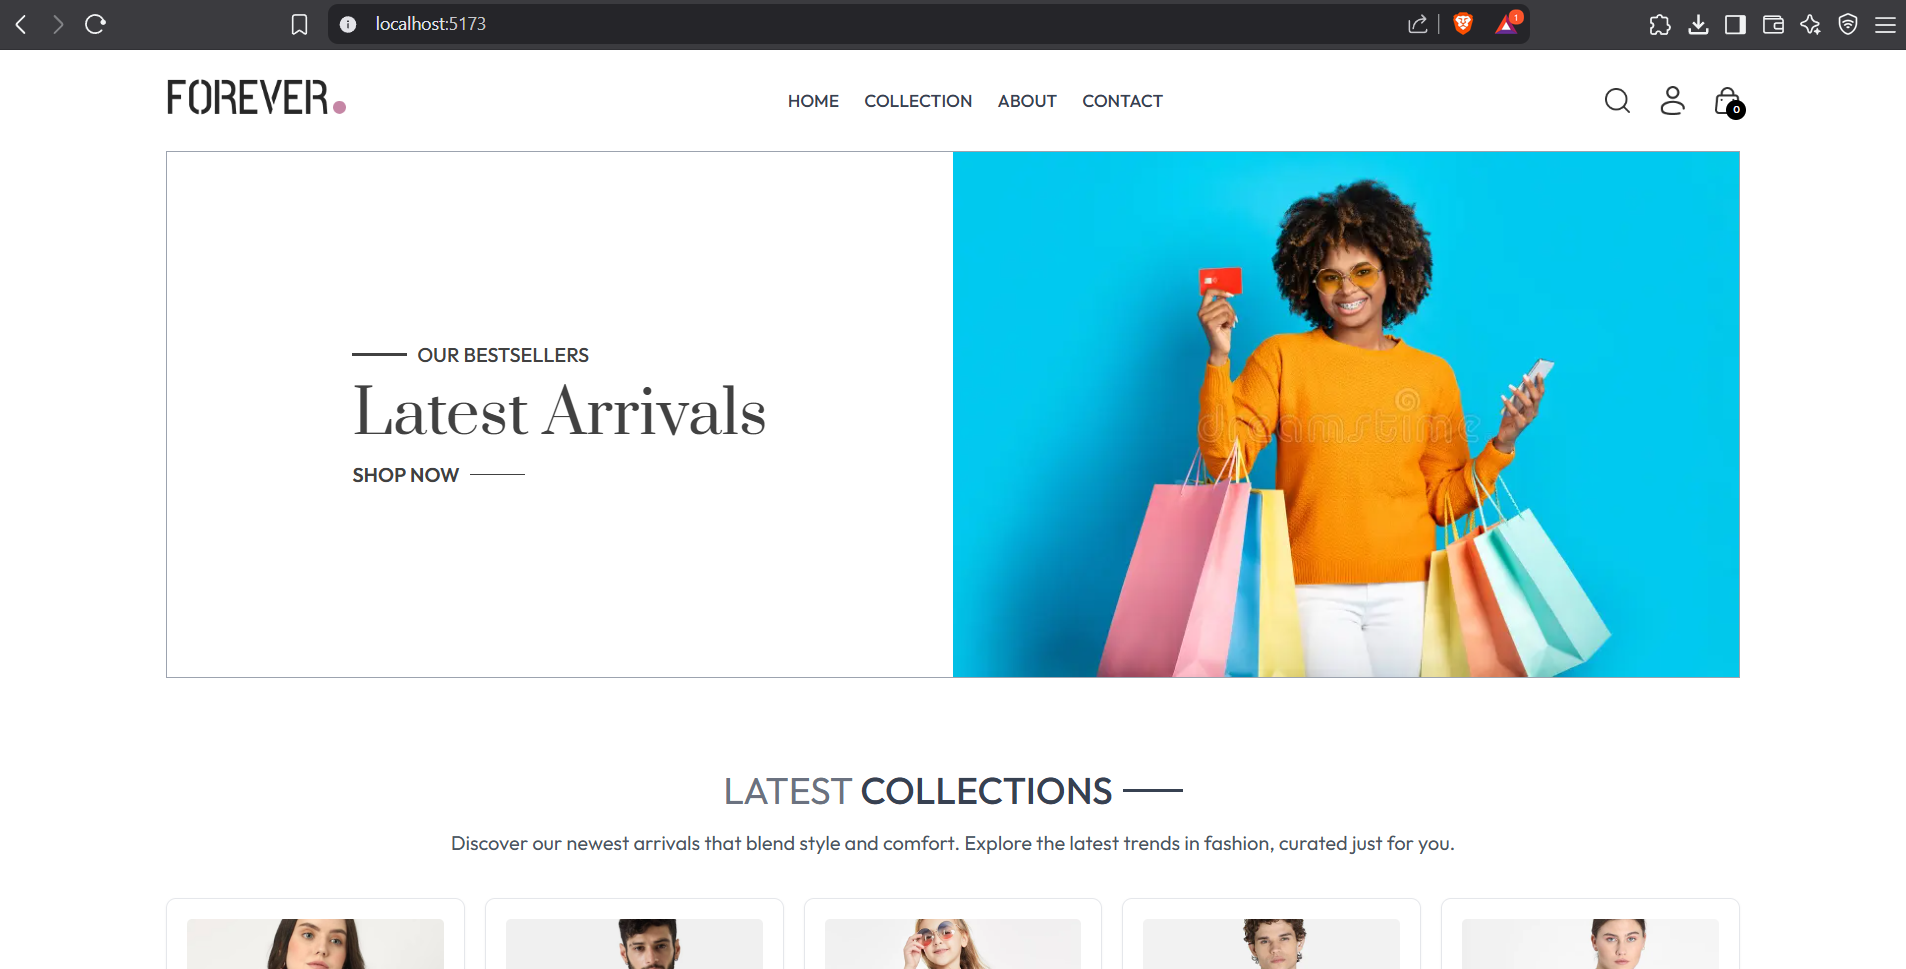 localhost:5173
1
FOREVER.
HOME COLLECTION ABOUT CONTACT
0
OUR BESTSELLERS
Latest Arrivals
SHOP NOW
dreamstime
LATEST COLLECTIONS
Discover our newest arrivals that blend style and comfort. Explore the latest trends in fashion, curated just for you.